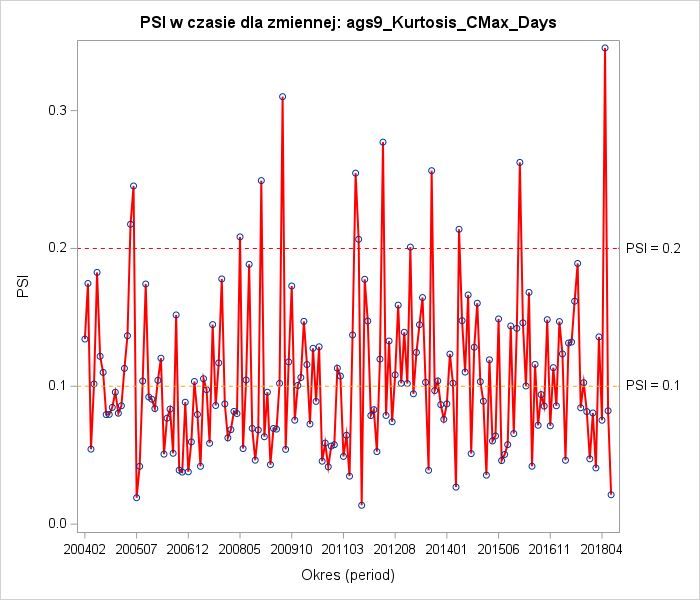 PSI w czasie dla zmiennej: ags9_Kurtosis_CMax_Days
0.3
0.2
0.1
0.0
PSI
PSI = 0.2
PSI = 0.1
200402 200507 200612 200805 200910 201103 201208 201401 201506 201611 201804
Okres (period)